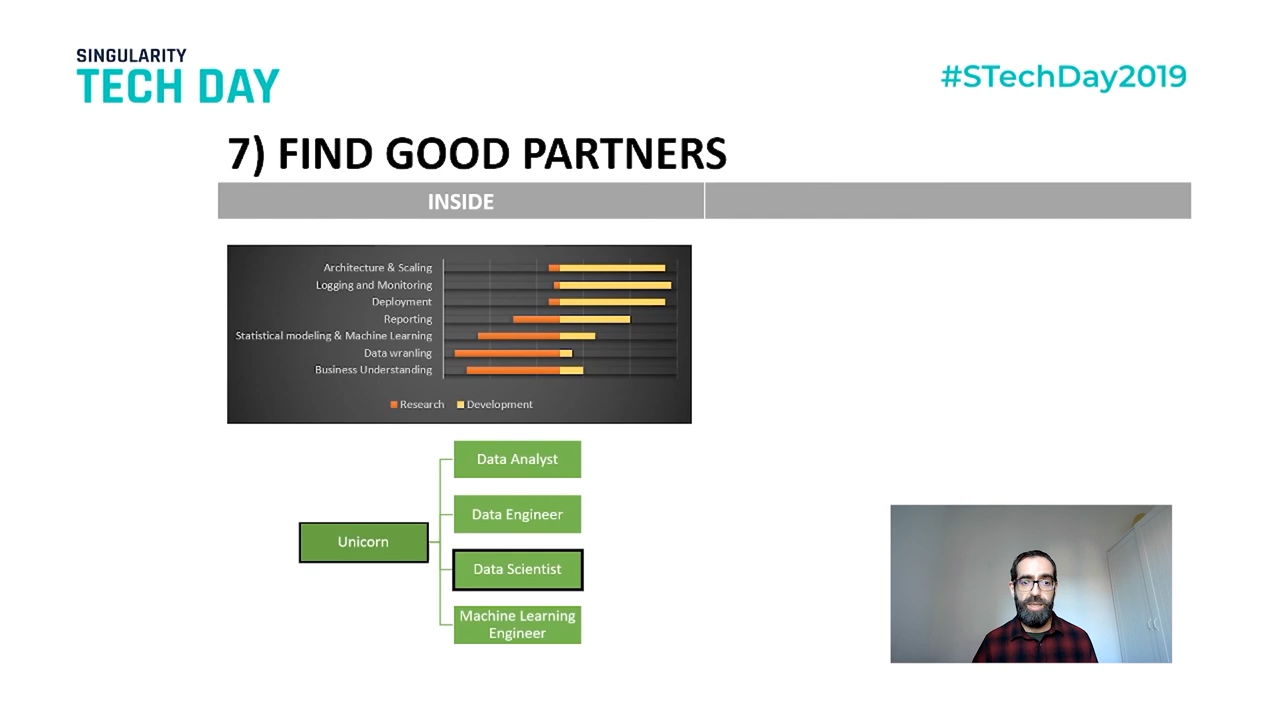 SINGULARITY
TECH DAY
#STechDay2019
7) FIND GOOD PARTNERS
INSIDE
Architecture & Scaling
Logging and Monitoring
Deployment
Reporting
Statistical modeling & Machine Learning
Data wranling
Business Understanding
Research Development
Data Analyst
Data Engineer
Unicorn
Data Scientist
Machine Learning
Engineer